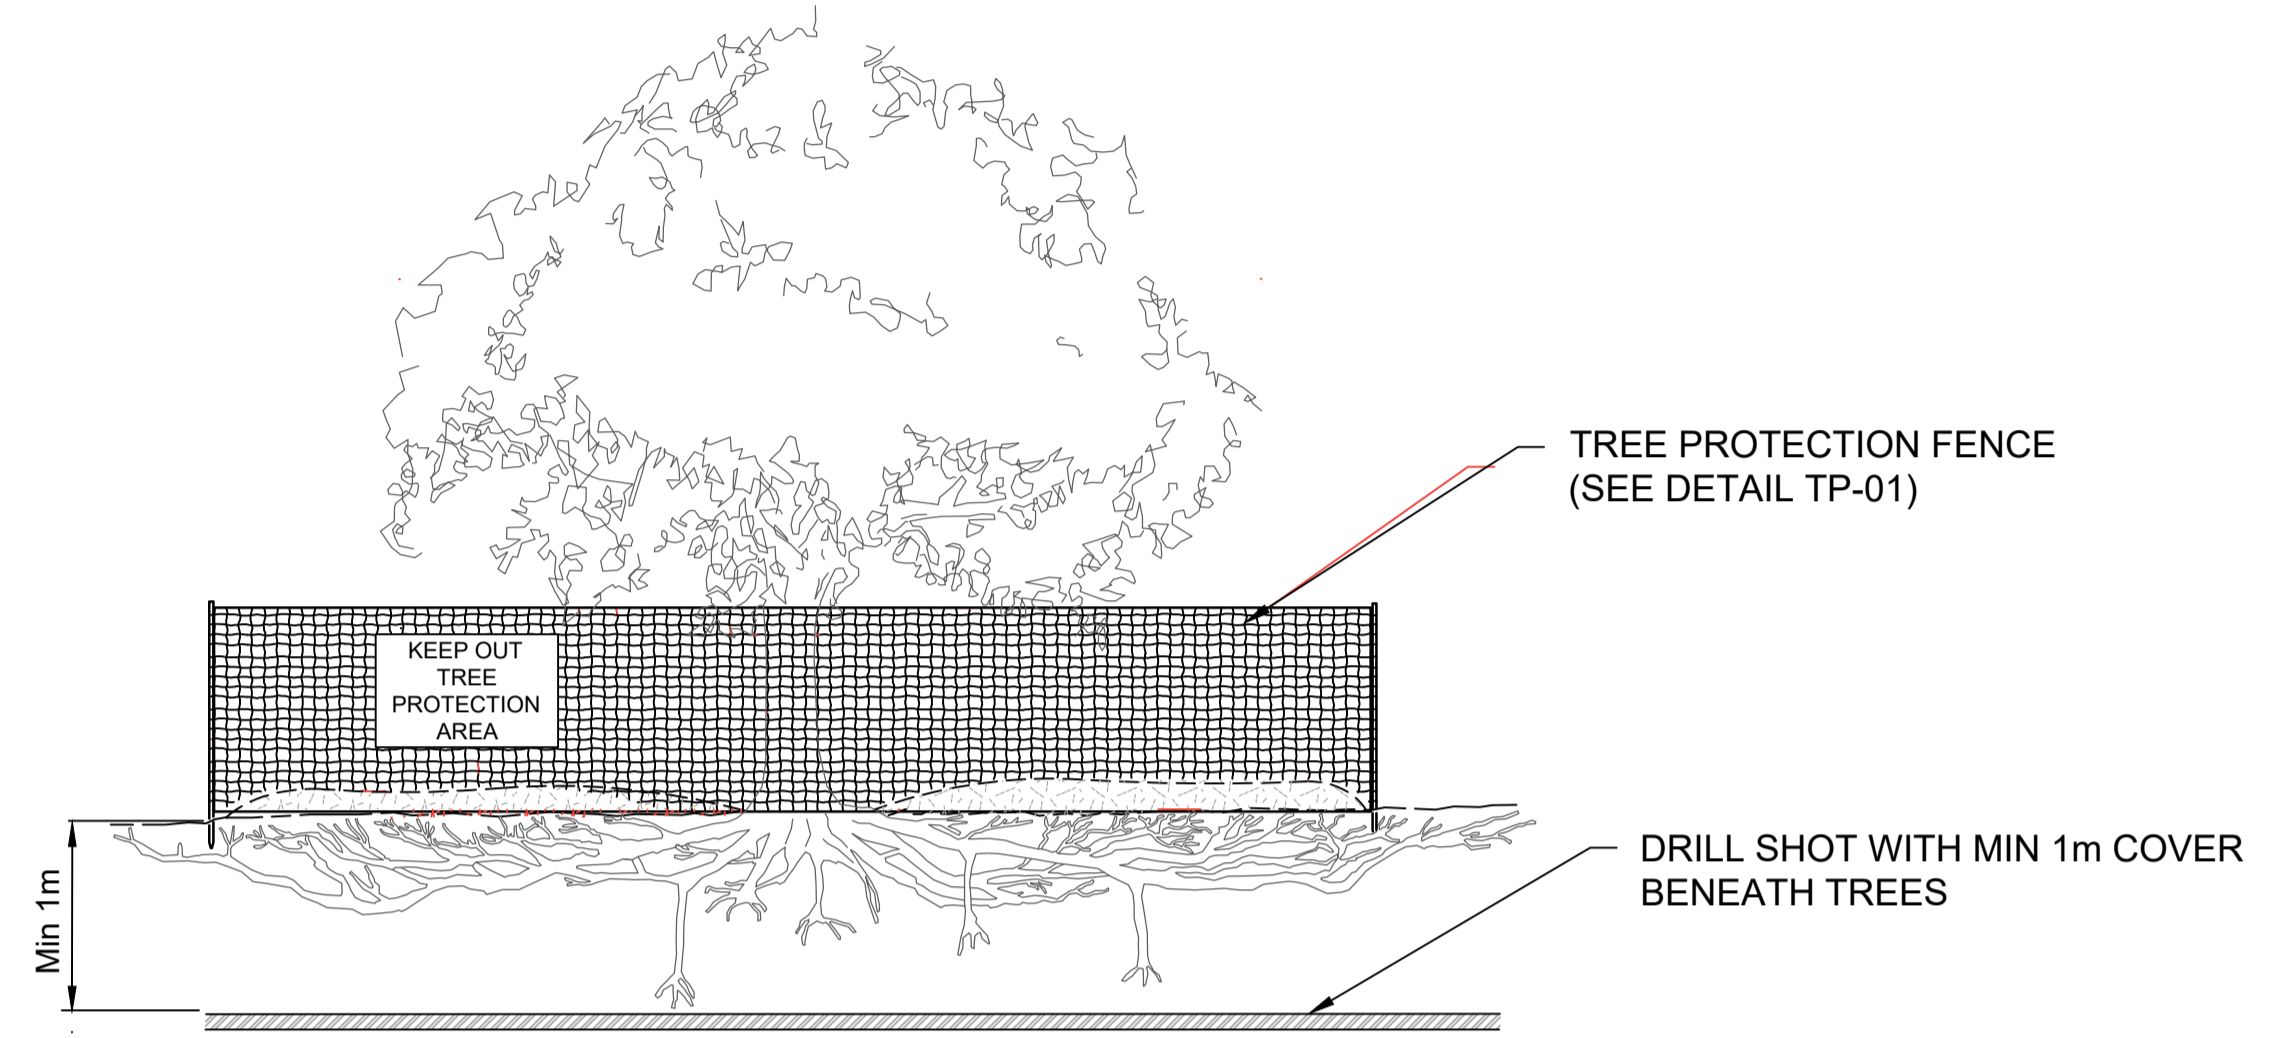 TREE PROTECTION FENCE
(SEE DETAIL TP-01)
KEEP OUT
TREE
PROTECTION
AREA
DRILL SHOT WITH MIN 1m COVER
BENEATH TREES
Min 1m